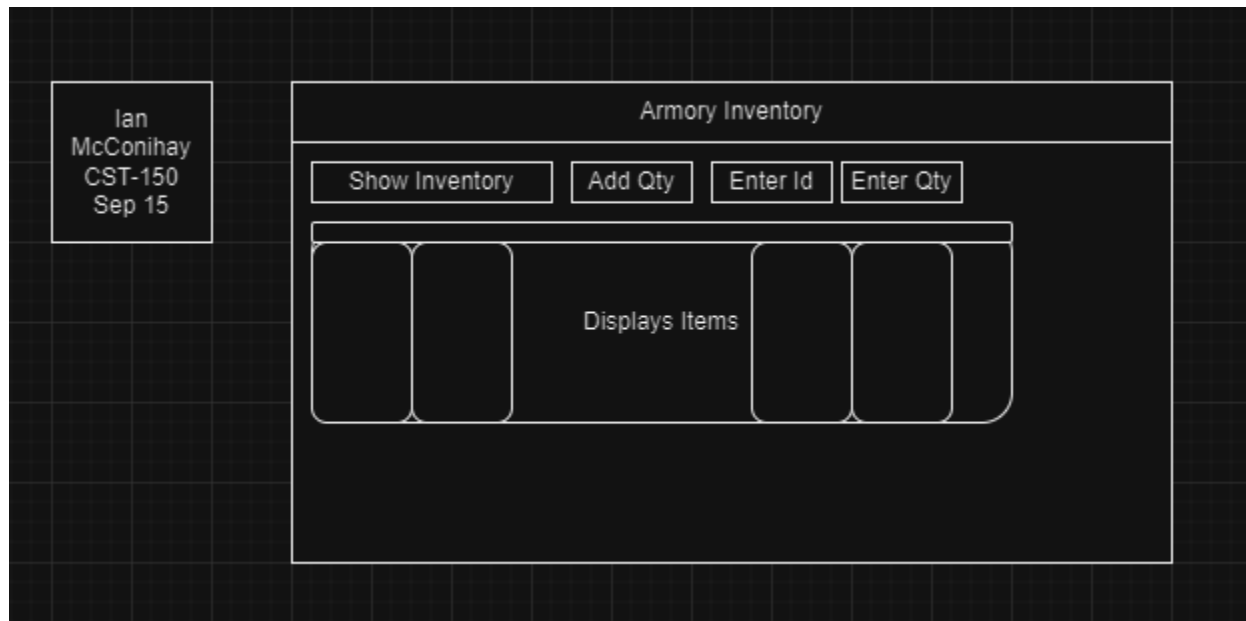 Ian
McConihay
CST-150
Sep 15
Armory Inventory
Show Inventory
Add Qty
Enter Id
Enter Qty
Displays Items